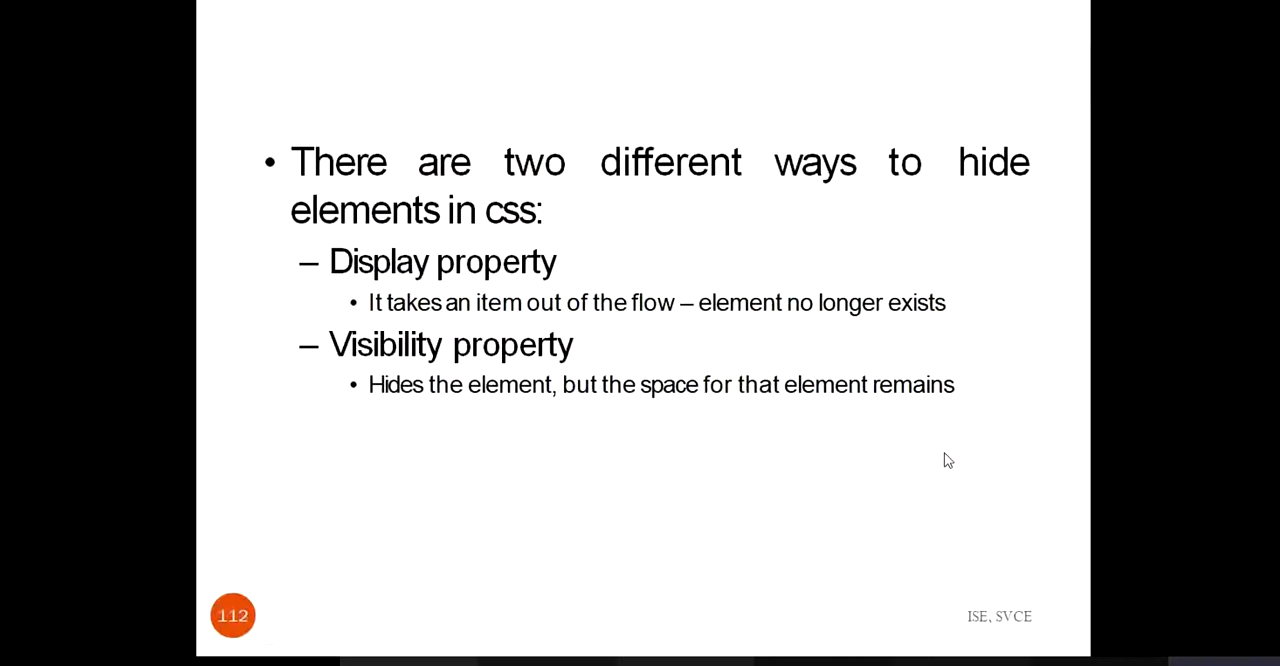 • There are two different ways to hide
elements in css:
– Display property
• It takes an item out of the flow – element no longer exists
– Visibility property
• Hides the element, but the space for that element remains
112
ISE, SVCE